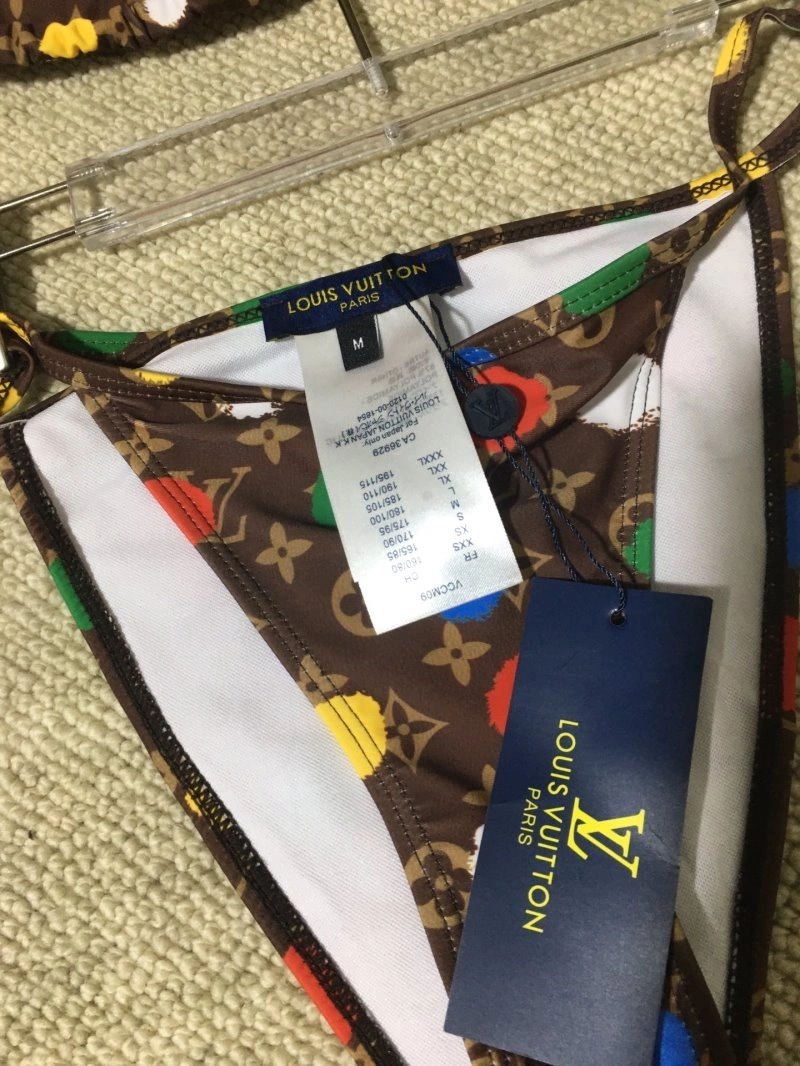 LOUIS VUITTON
PARIS
M
0120-00-1854
LOUIS VUITTON JAPAN K.K.
For japan only:
CA 36929
XXXL
XXL 195/115
XL 190/110
L 185/105
M 180/100
S 175/95
XS 170/90
XXS 165/85
FR 160/80
CH
VCCM09
LV
LV
LOUIS VUITTON
PARIS